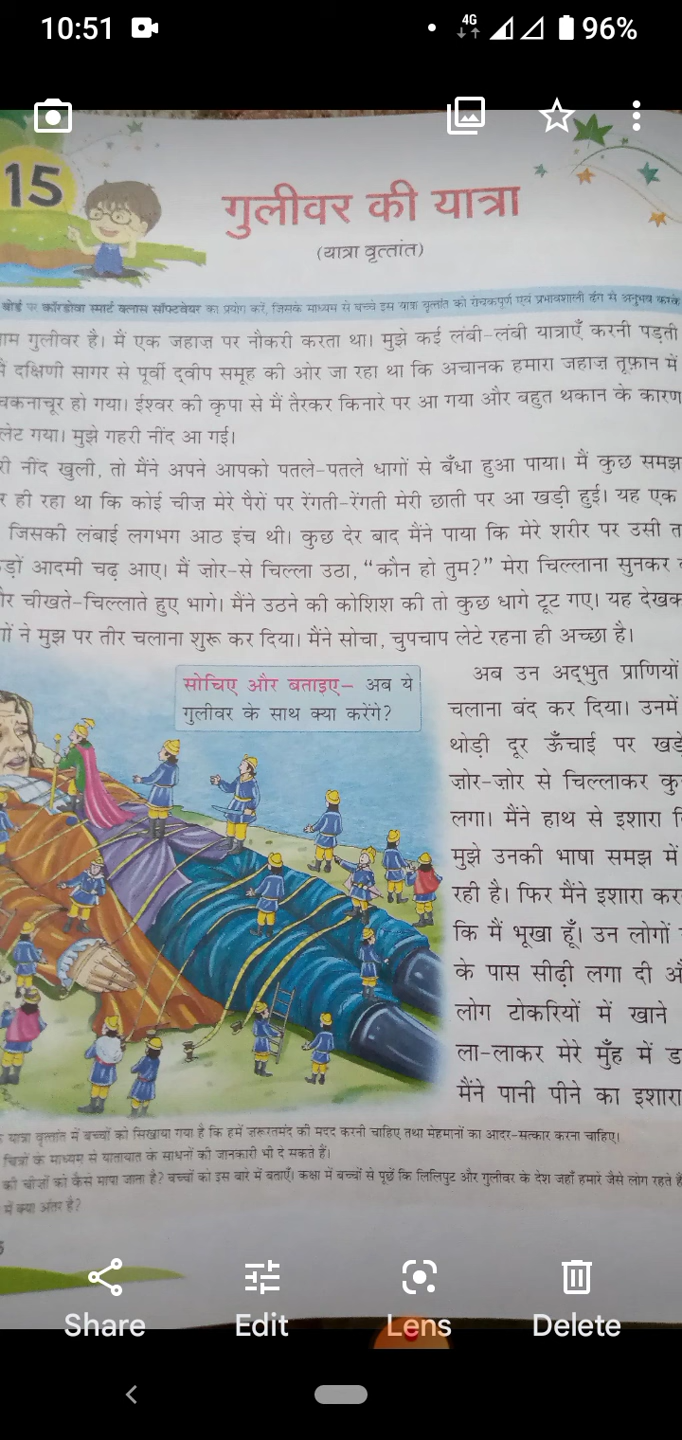 10:51
4G
96%
15
गुलीवर की यात्रा
(यात्रा वृत्तांत)
बोर्ड पर कॉरडोवा स्मार्ट क्लास सॉफ्टवेयर का प्रयोग करें, जिसके माध्यम से बच्चे इस यात्रा वृत्तांत को रोचकपूर्ण एवं प्रभावशाली ढंग से अनुभव करके
गुलीवर है। मैं एक जहाज़ पर नौकरी करता था। मुझे कई लंबी-लंबी यात्राएँ करनी पड़ती
दक्षिणी सागर से पूर्वी द्वीप समूह की ओर जा रहा था कि अचानक हमारा जहाज़ तूफ़ान में
चकनाचूर हो गया। ईश्वर की कृपा से मैं तैरकर किनारे पर आ गया और बहुत थकान के कारण
लेट गया। मुझे गहरी नींद आ गई।
री नींद खुली, तो मैंने अपने आपको पतले-पतले धागों से बँधा हुआ पाया। मैं कुछ समझ
र ही रहा था कि कोई चीज़ मेरे पैरों पर रेंगती-रेंगती मेरी छाती पर आ खड़ी हुई। यह एक
जिसकी लंबाई लगभग आठ इंच थी। कुछ देर बाद मैंने पाया कि मेरे शरीर पर उसी त
ड़ों आदमी चढ़ आए। मैं ज़ोर-से चिल्ला उठा, “कौन हो तुम?” मेरा चिल्लाना सुनकर
र चीखते-चिल्लाते हुए भागे। मैंने उठने की कोशिश की तो कुछ धागे टूट गए। यह देखक
गों ने मुझ पर तीर चलाना शुरू कर दिया। मैंने सोचा, चुपचाप लेटे रहना ही अच्छा है।
सोचिए और बताइए– अब ये
गुलीवर के साथ क्या करेंगे?
अब उन अद्भुत प्राणियों
चलाना बंद कर दिया। उनमें
थोड़ी दूर ऊँचाई पर खड़े
ज़ोर-ज़ोर से चिल्लाकर कु
लगा। मैंने हाथ से इशारा
मुझे उनकी भाषा समझ में
रही है। फिर मैंने इशारा कर
कि मैं भूखा हूँ। उन लोगों
के पास सीढ़ी लगा दी औ
लोग टोकरियों में खाने
ला-लाकर मेरे मुँह में ड
मैंने पानी पीने का इशारा
यात्रा वृत्तांत में बच्चों को सिखाया गया है कि हमें ज़रूरतमंद की मदद करनी चाहिए तथा मेहमानों का आदर-सत्कार करना चाहिए।
चित्रों के माध्यम से यातायात के साधनों की जानकारी भी दे सकते हैं।
की चीज़ों को कैसे मापा जाता है? बच्चों को इस बारे में बताएँ। कक्षा में बच्चों से पूछें कि लिलिपुट और गुलीवर के देश जहाँ हमारे जैसे लोग रहते हैं
में क्या अंतर है?
Share
Edit
Lens
Delete